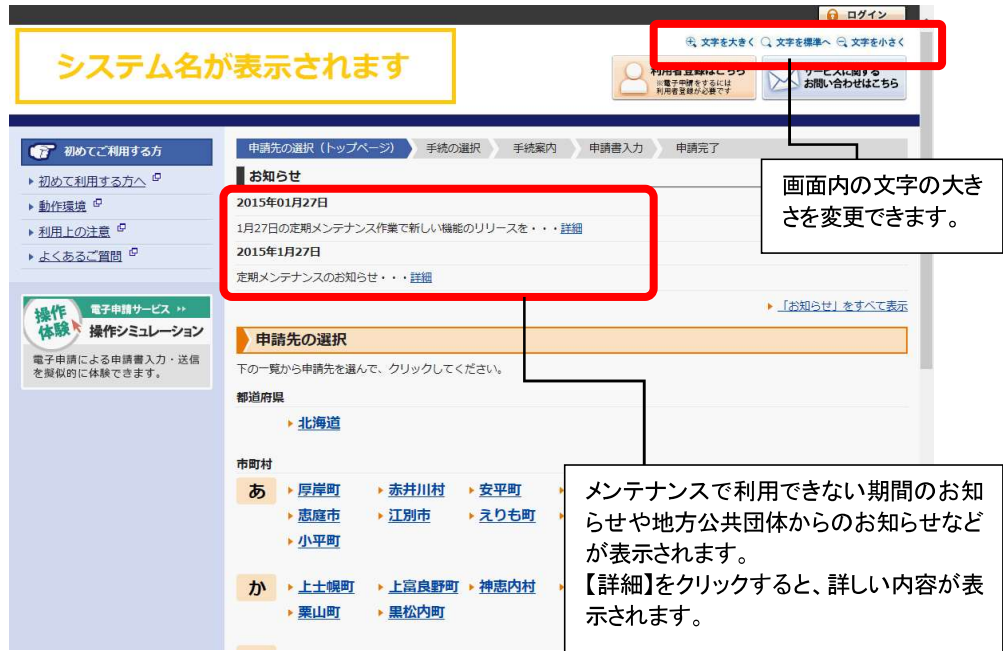 ログイン
システム名が表示されます
文字を大きく 文字を標準へ 文字を小さく
利用者登録はこちら
※電子申請をするには
利用者登録が必要です
サービスに関する
お問い合わせはこちら
初めてご利用する方
初めて利用する方へ
動作環境
利用上の注意
よくあるご質問
操作
体験
電子申請サービス
操作シミュレーション
電子申請による申請書入力・送信
を擬似的に体験できます。
申請先の選択（トップページ） 手続の選択 手続案内 申請書入力 申請完了
お知らせ
2015年01月27日
1月27日の定期メンテナンス作業で新しい機能のリリースを・・・詳細
2015年1月27日
定期メンテナンスのお知らせ・・・詳細
「お知らせ」をすべて表示
画面内の文字の大き
さを変更できます。
申請先の選択
下の一覧から申請先を選んで、クリックしてください。
都道府県
北海道
市町村
あ 厚岸町 赤井川村 安平町
恵庭市 江別市 えりも町
小平町
か 上士幌町 上富良野町 神恵内村
栗山町 黒松内町
メンテナンスで利用できない期間のお知
らせや地方公共団体からのお知らせなど
が表示されます。
【詳細】をクリックすると、詳しい内容が表
示されます。